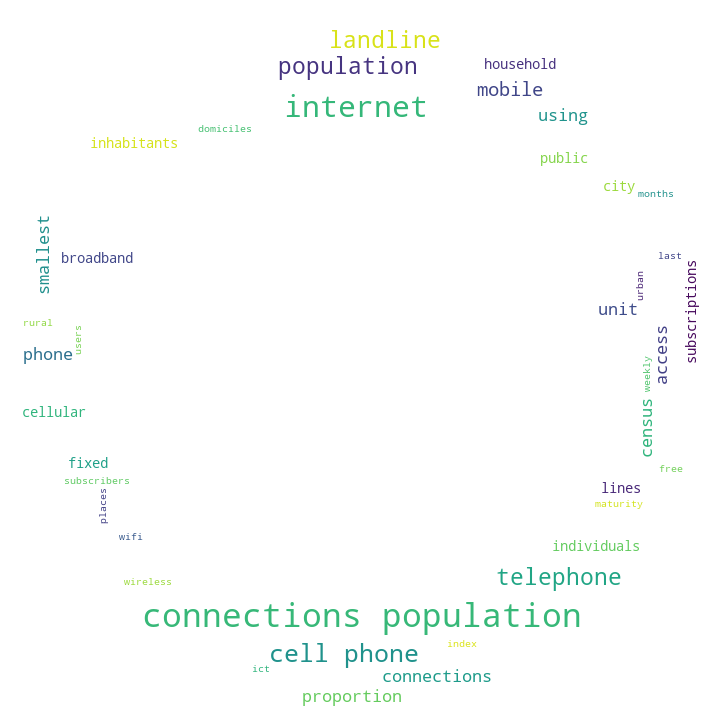 landline
population
household
mobile
internet
using
domiciles
inhabitants
public
city
months
smallest
broadband
last
urban
subscriptions
unit
rural
users
phone
access
weekly
census
cellular
fixed
free
subscribers
lines
places
maturity
wifi
individuals
wireless
telephone
connections population
index
cell phone
ict
connections
proportion